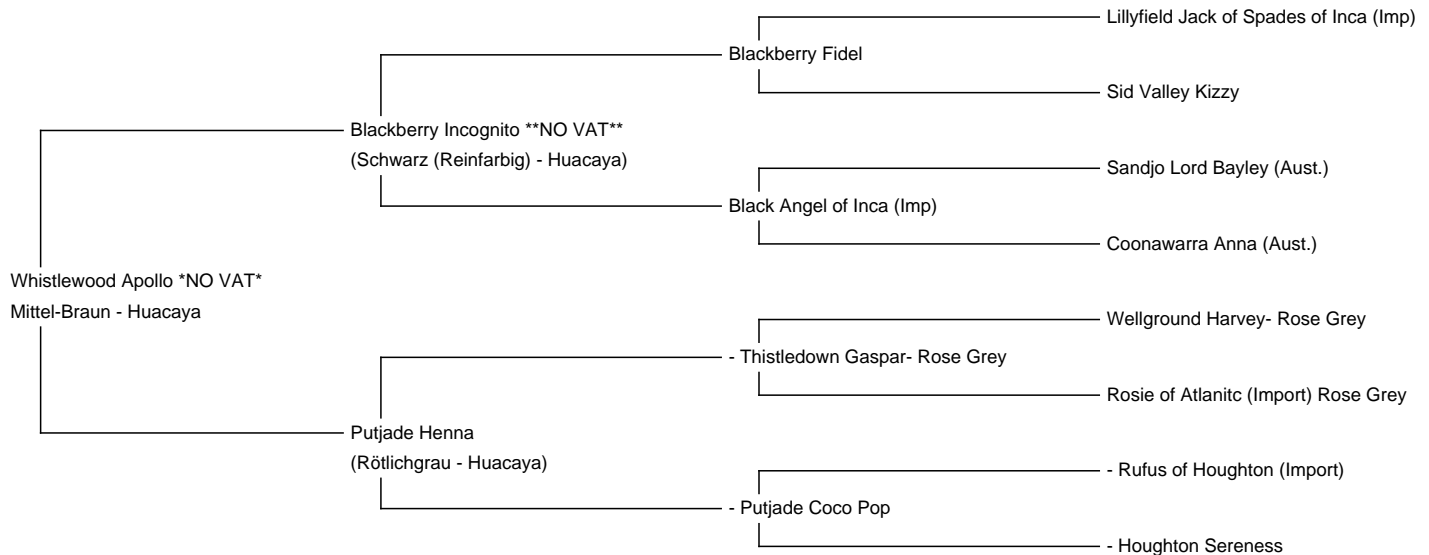 Lillyfield Jack of Spades of Inca (Imp)
Blackberry Fidel
Sid Valley Kizzy
Blackberry Incognito **NO VAT**
(Schwarz (Reinfarbig) - Huacaya)
Sandjo Lord Bayley (Aust.)
Black Angel of Inca (Imp)
Coonawarra Anna (Aust.)
Whistlewood Apollo *NO VAT*
Mittel-Braun - Huacaya
Wellground Harvey- Rose Grey
- Thistledown Gaspar- Rose Grey
Rosie of Atlanitc (Import) Rose Grey
Putjade Henna
(Rötlichgrau - Huacaya)
- Rufus of Houghton (Import)
- Putjade Coco Pop
- Houghton Sereness